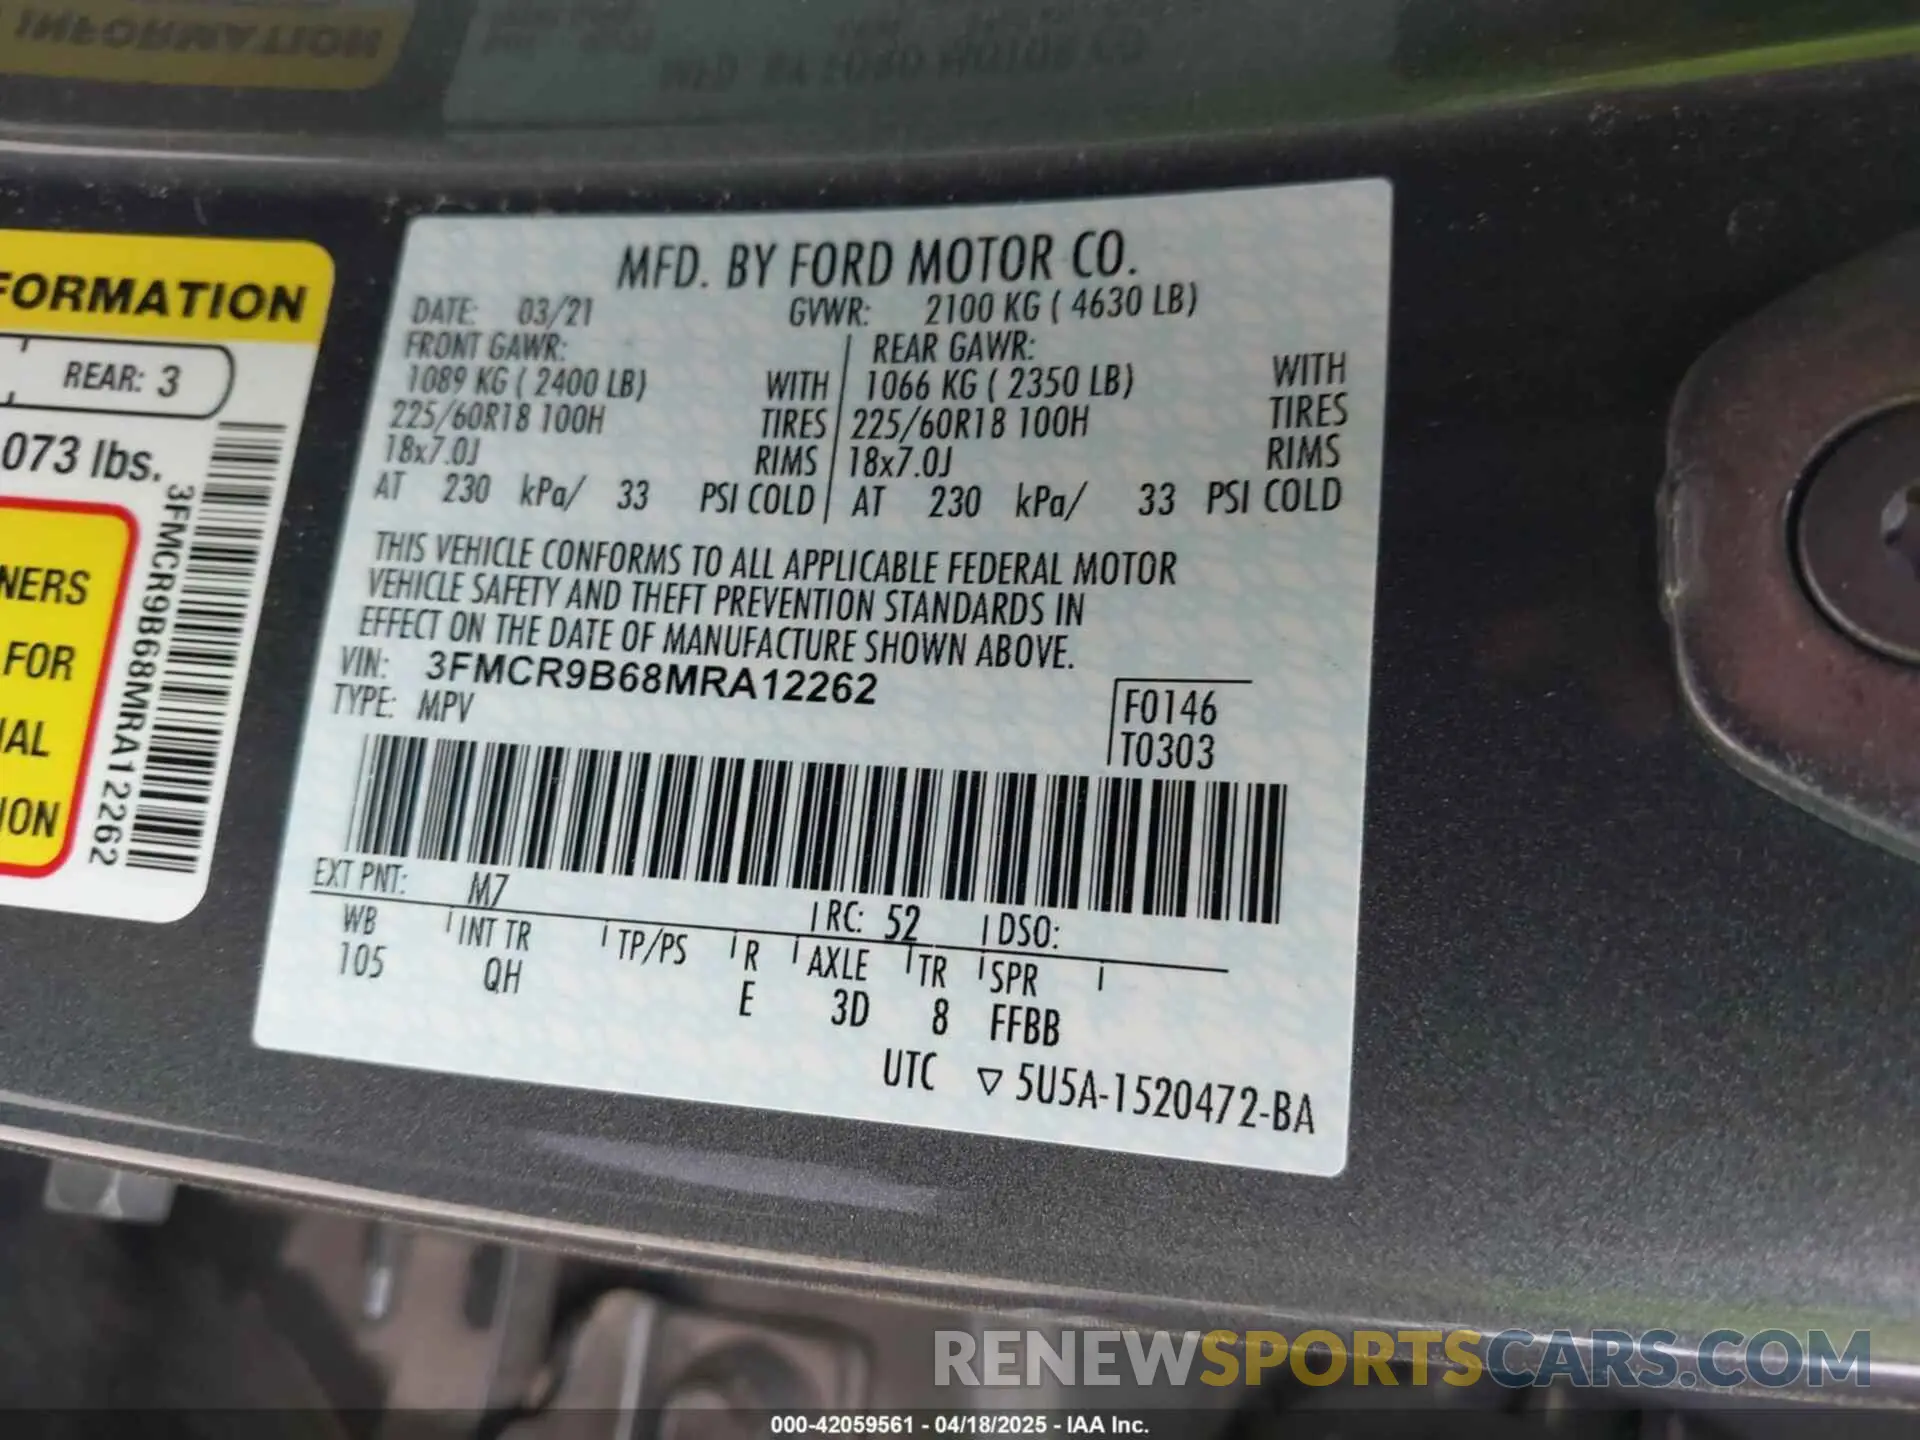 INFORMATION
MFD. BY FORD MOTOR CO.
FORMATION
REAR: 3
073 lbs.
3FMCR9B68MRA12262
NERS
FOR
IAL
ION
MFD. BY FORD MOTOR CO.
DATE: 03/21 GVWR: 2100 KG ( 4630 LB)
FRONT GAWR: REAR GAWR:
1089 KG ( 2400 LB) WITH 1066 KG ( 2350 LB) WITH
225/60R18 100H TIRES 225/60R18 100H TIRES
18x7.0J RIMS 18x7.0J RIMS
AT 230 kPa/ 33 PSI COLD AT 230 kPa/ 33 PSI COLD
THIS VEHICLE CONFORMS TO ALL APPLICABLE FEDERAL MOTOR
VEHICLE SAFETY AND THEFT PREVENTION STANDARDS IN
EFFECT ON THE DATE OF MANUFACTURE SHOWN ABOVE.
VIN: 3FMCR9B68MRA12262
TYPE: MPV
F0146
T0303
EXT PNT: M7 RC: 52 DSO:
WB INT TR TP/PS R AXLE TR SPR
105 QH E 3D 8 FFBB
UTC ▽ 5U5A-1520472-BA
RENEWSPORTSCARS.COM
000-42059561 - 04/18/2025 - IAA Inc.